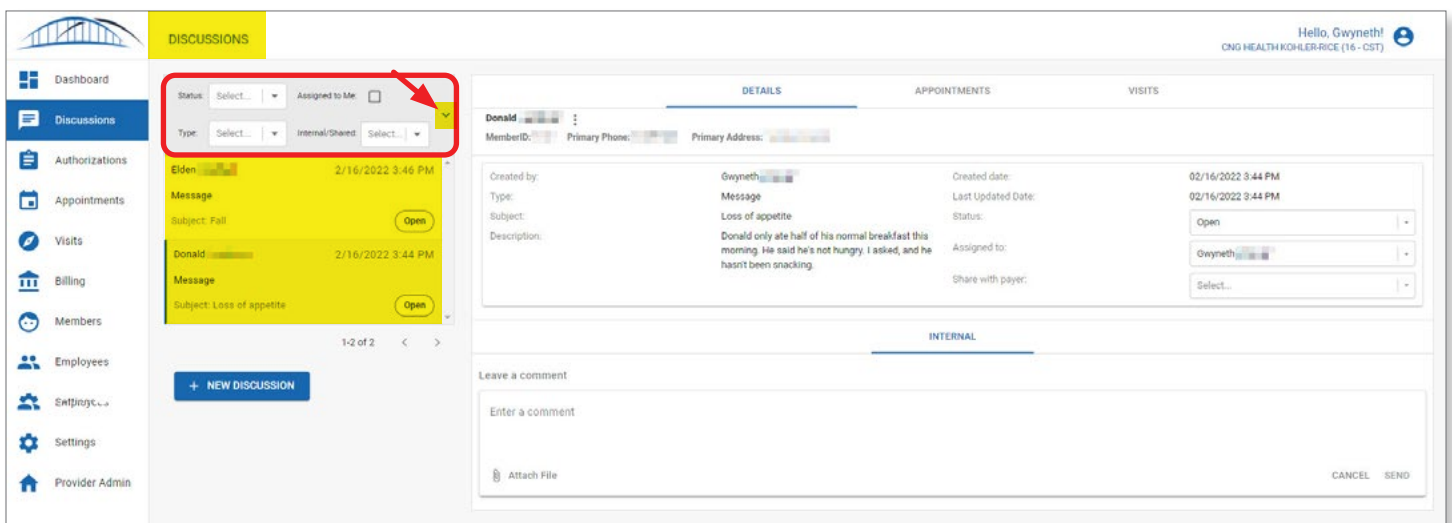 DISCUSSIONS
Hello, Gwyneth!
CNG HEALTH KOHLER-RICE (16 - CST)
Dashboard
Discussions
Authorizations
Appointments
Visits
Billing
Members
Employees
Settings
Provider Admin
Status: Select... Assigned to Me:
Type: Select... Internal/Shared: Select...
Elden 2/16/2022 3:46 PM
Message
Subject: Fall Open
Donald 2/16/2022 3:44 PM
Message
Subject: Loss of appetite Open
1-2 of 2 < >
+ NEW DISCUSSION
DETAILS APPOINTMENTS VISITS
Donald
MemberID: Primary Phone: Primary Address:
Created by: Gwyneth Created date: 02/16/2022 3:44 PM
Type: Message Last Updated Date: 02/16/2022 3:44 PM
Subject: Loss of appetite Status: Open
Description: Donald only ate half of his normal breakfast this
morning. He said he's not hungry. I asked, and he
hasn't been snacking.
Assigned to: Gwyneth
Share with payer: Select...
INTERNAL
Leave a comment
Enter a comment
Attach File CANCEL SEND